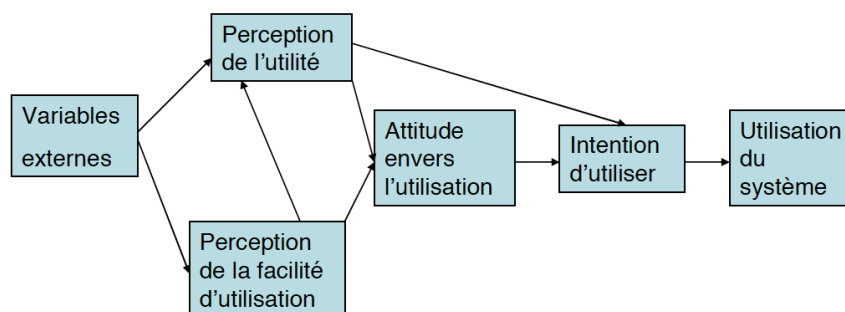 Perception
de l'utilité
Variables
externes
Attitude
envers
l'utilisation
Intention
d'utiliser
Utilisation
du
système
Perception
de la facilité
d'utilisation